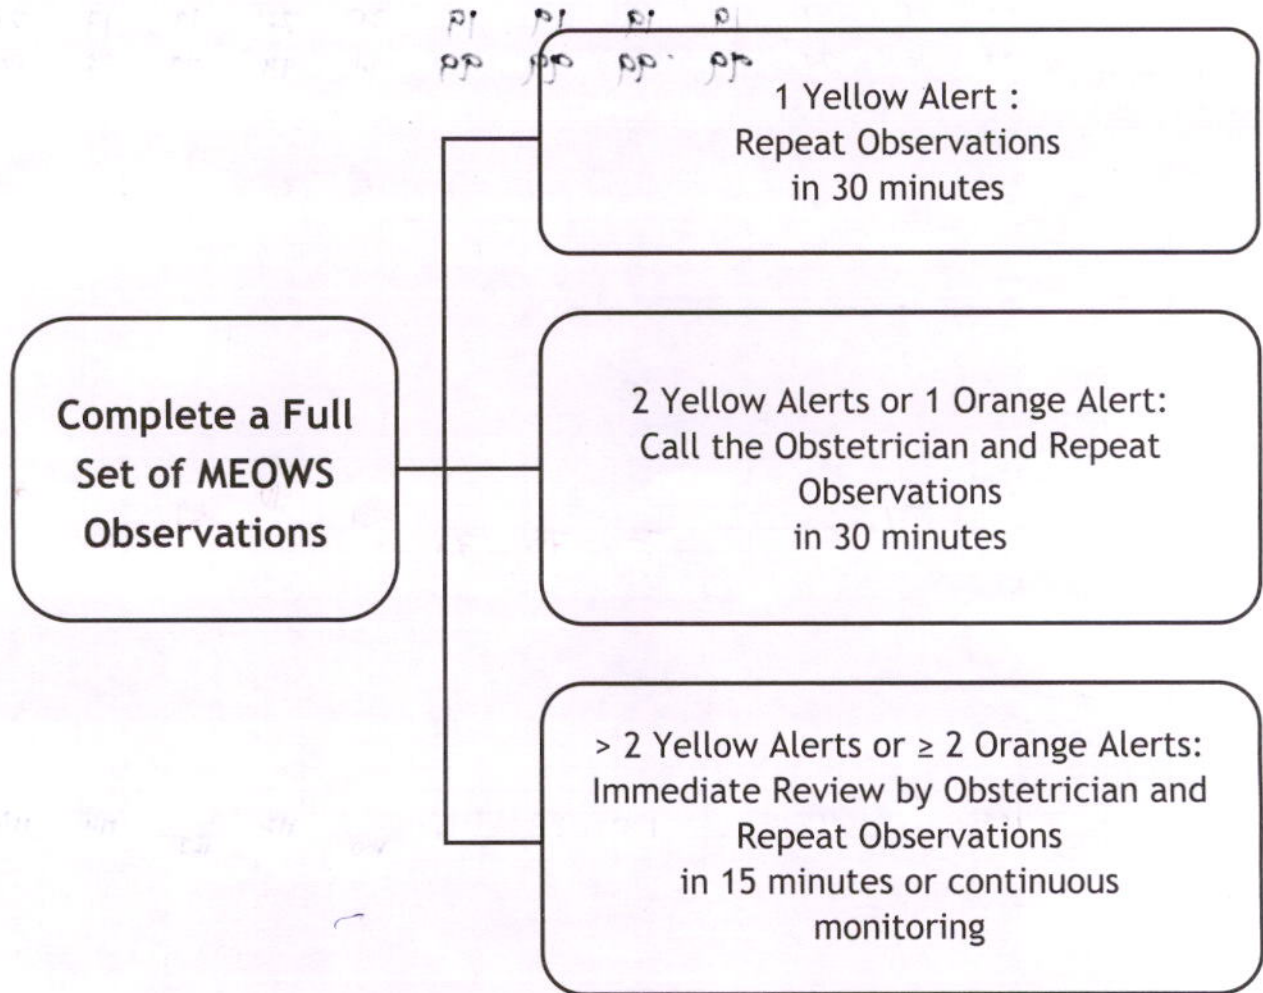 1 Yellow Alert :
Repeat Observations
in 30 minutes
Complete a Full
Set of MEOWS
Observations
2 Yellow Alerts or 1 Orange Alert:
Call the Obstetrician and Repeat
Observations
in 30 minutes
> 2 Yellow Alerts or ≥ 2 Orange Alerts:
Immediate Review by Obstetrician and
Repeat Observations
in 15 minutes or continuous
monitoring